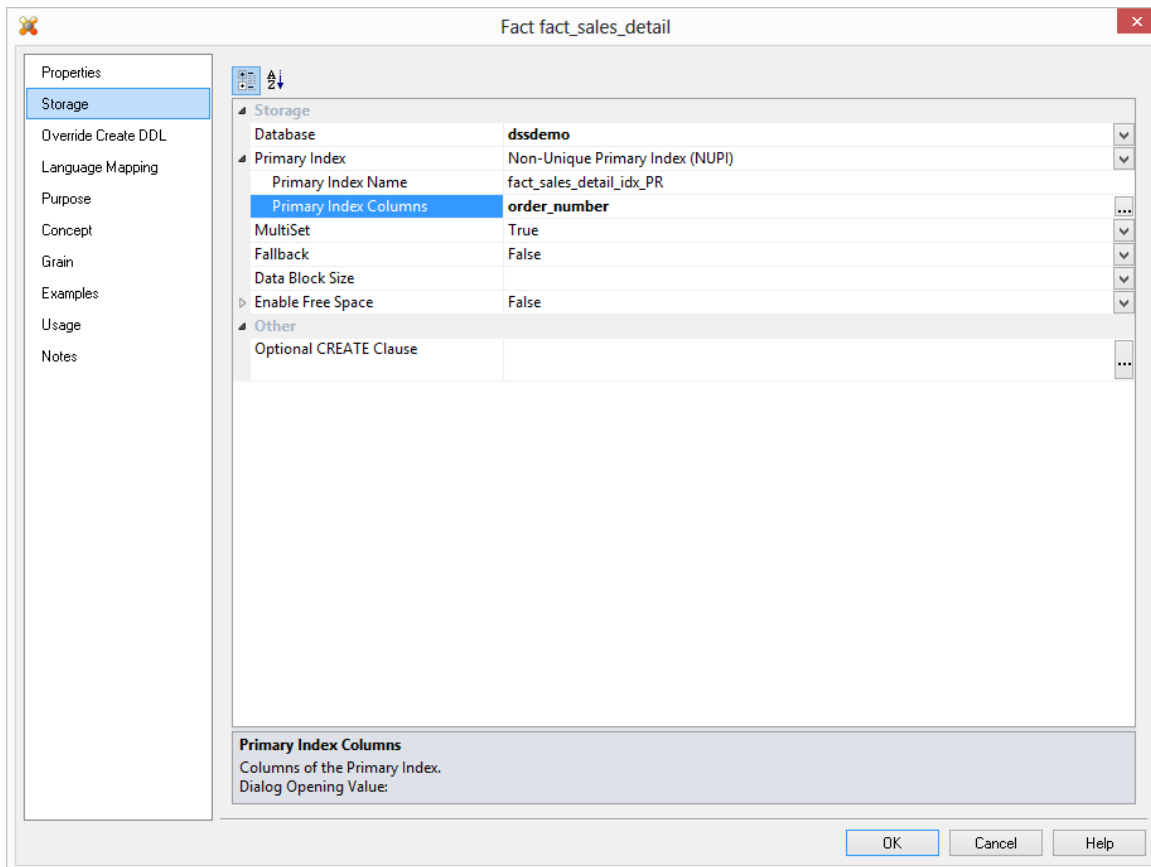 Fact fact_sales_detail
Properties
Storage
Override Create DDL
Language Mapping
Purpose
Concept
Grain
Examples
Usage
Notes
Storage
Database dssdemo
Primary Index Non-Unique Primary Index (NUPI)
Primary Index Name fact_sales_detail_idx_PR
Primary Index Columns order_number
...
MultiSet True
Fallback False
Data Block Size
Enable Free Space False
Other
Optional CREATE Clause
...
Primary Index Columns
Columns of the Primary Index.
Dialog Opening Value:
OK Cancel Help